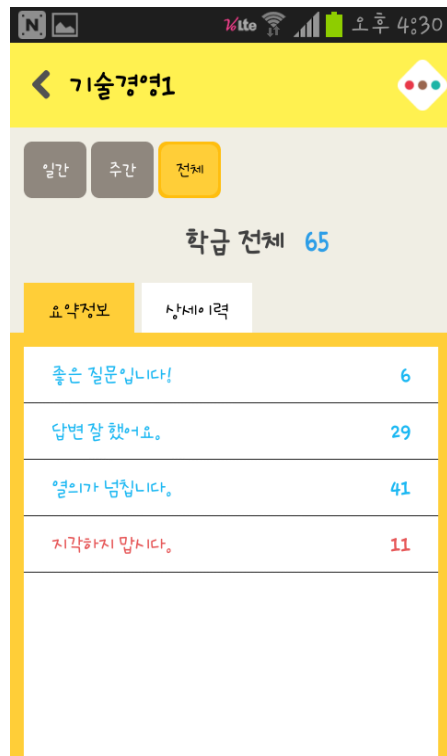 N VLte 오후 4:30
기술경영1
일간 주간 전체
학급 전체 65
요약정보 상세이력
좋은 질문입니다! 6
답변 잘 했어요. 29
열의가 넘칩니다. 41
지각하지 맙시다. 11